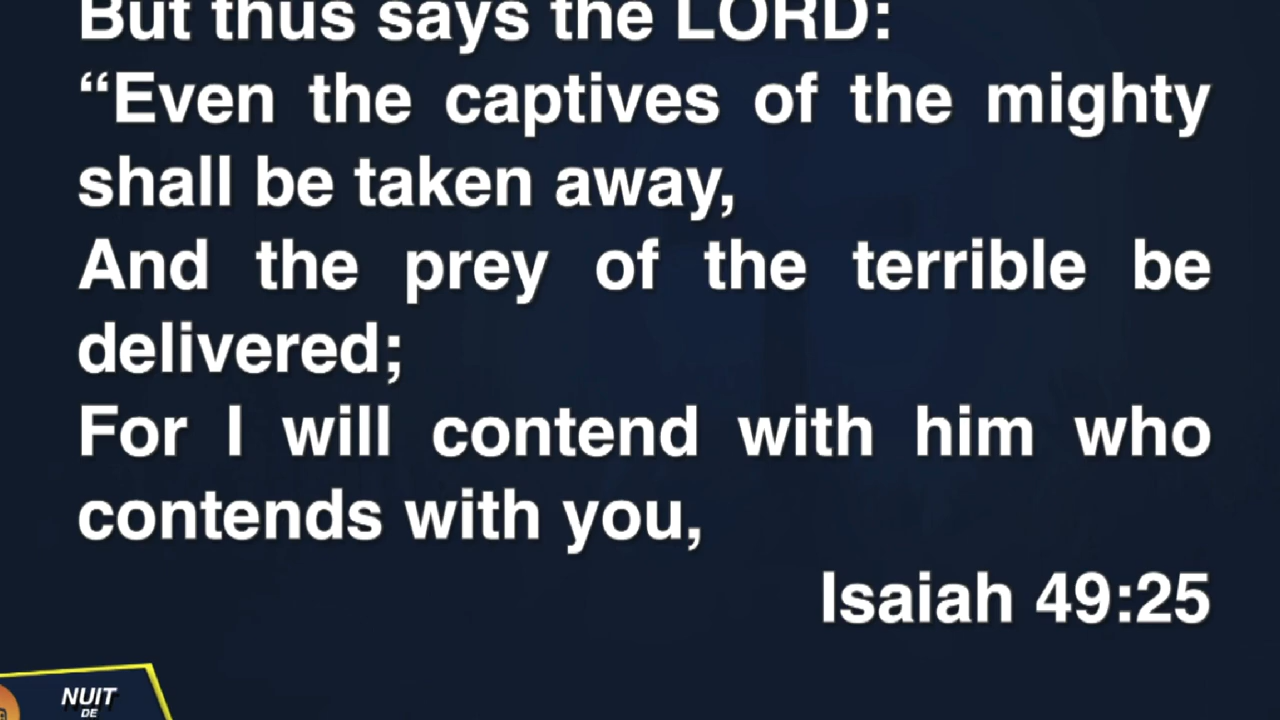 But thus says the LORD:
“Even the captives of the mighty
shall be taken away,
And the prey of the terrible be
delivered;
For I will contend with him who
contends with you,
Isaiah 49:25
NUIT
DE